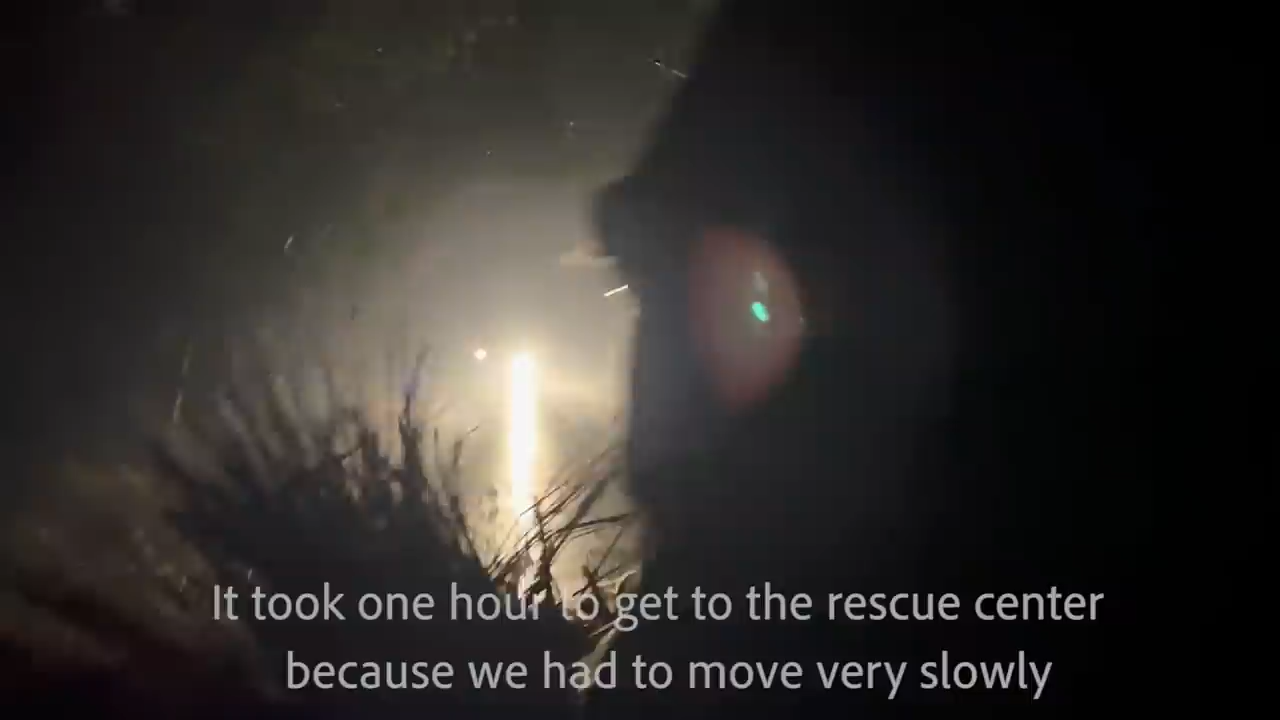 It took one hour to get to the rescue center
because we had to move very slowly